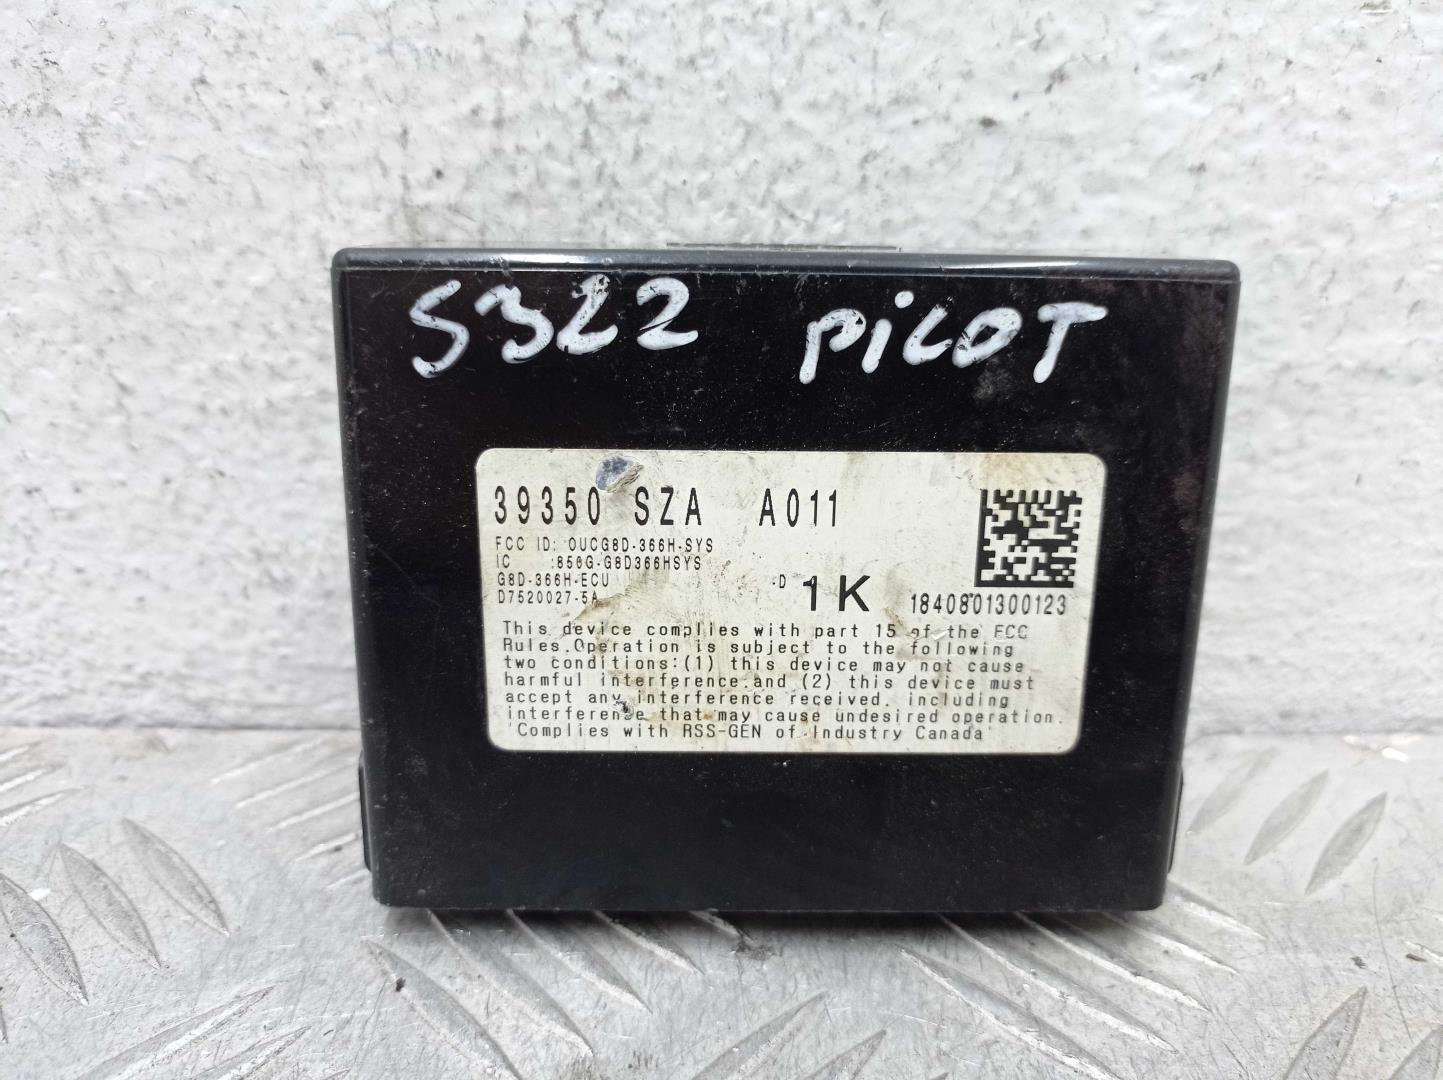 5322 PiLOT
39350 SZA A011
FCC ID: OUCG8D-366H-SYS
IC :850G-G8D366HSYS
G8D-366H-ECU
D7520027-5A
D 1K 1840801300123
This device complies with part 15 of the FCC
Rules.Operation is subject to the following
two conditions:(1) this device may not cause
harmful interference.and (2) this device must
accept any interference received, including
interference that may cause undesired operation.
'Complies with RSS-GEN of Industry Canada'